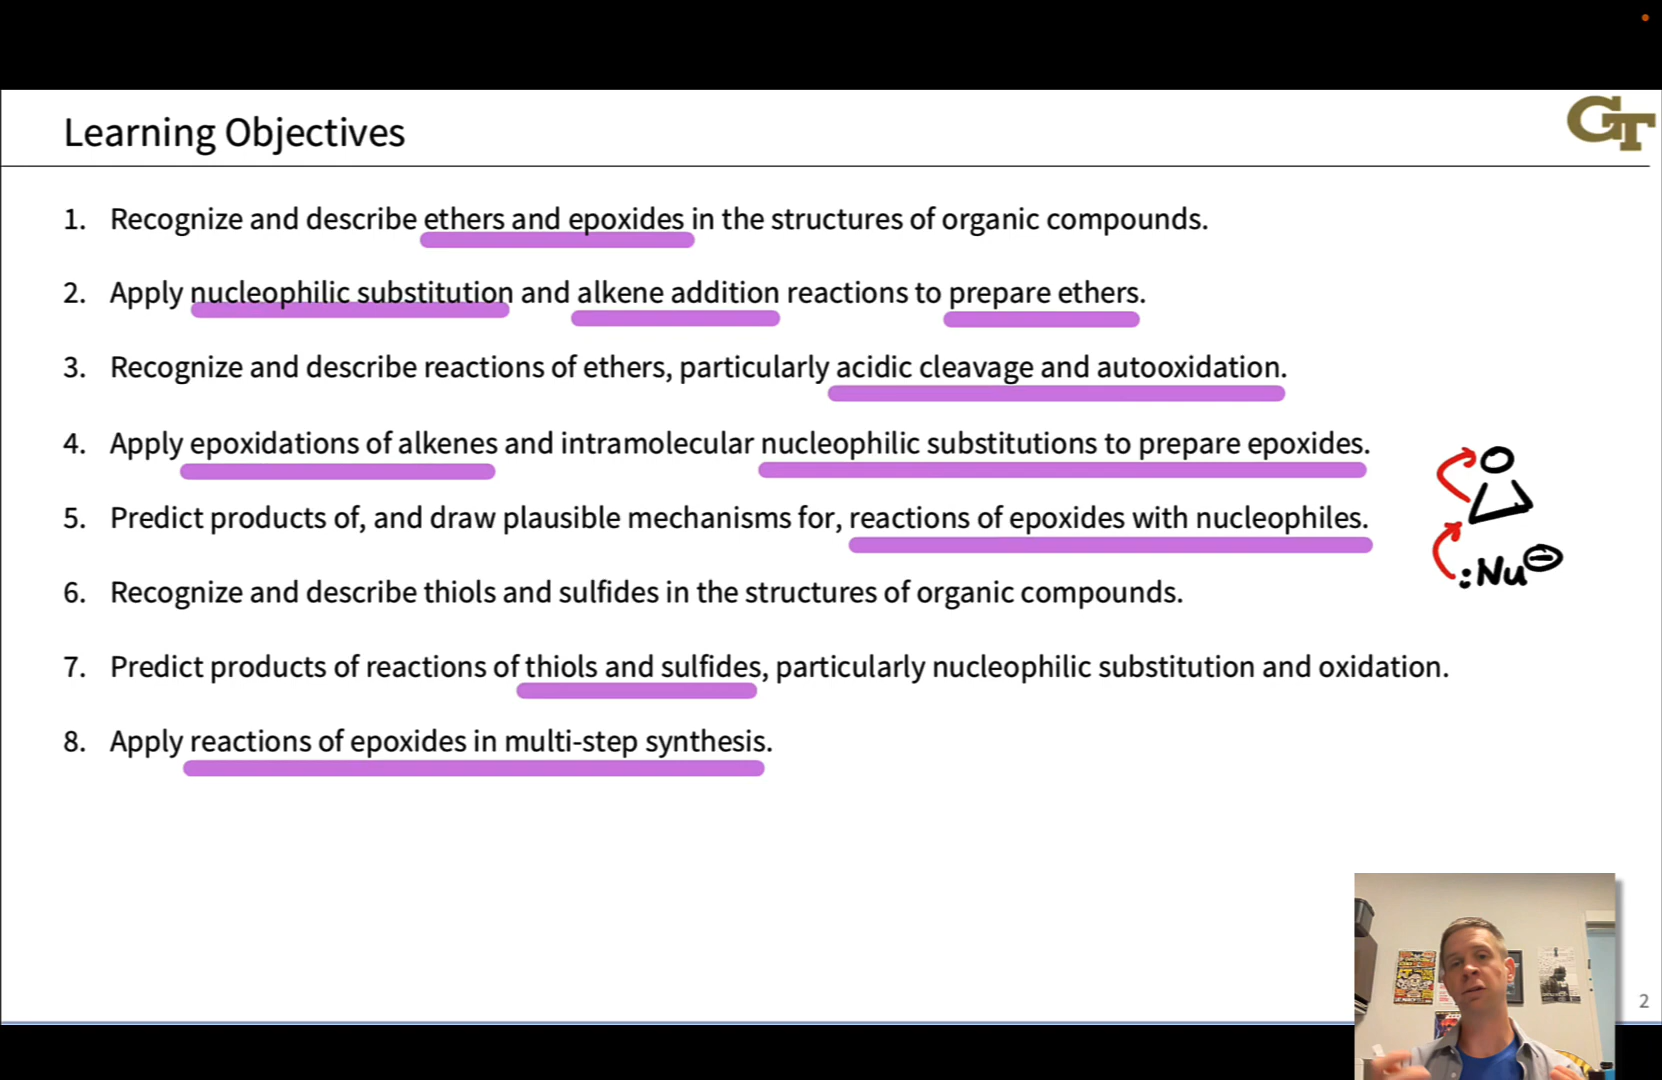 Learning Objectives
GT
1. Recognize and describe ethers and epoxides in the structures of organic compounds.
2. Apply nucleophilic substitution and alkene addition reactions to prepare ethers.
3. Recognize and describe reactions of ethers, particularly acidic cleavage and autooxidation.
4. Apply epoxidations of alkenes and intramolecular nucleophilic substitutions to prepare epoxides.
O
5. Predict products of, and draw plausible mechanisms for, reactions of epoxides with nucleophiles.
:Nu⊖
6. Recognize and describe thiols and sulfides in the structures of organic compounds.
7. Predict products of reactions of thiols and sulfides, particularly nucleophilic substitution and oxidation.
8. Apply reactions of epoxides in multi-step synthesis.
2